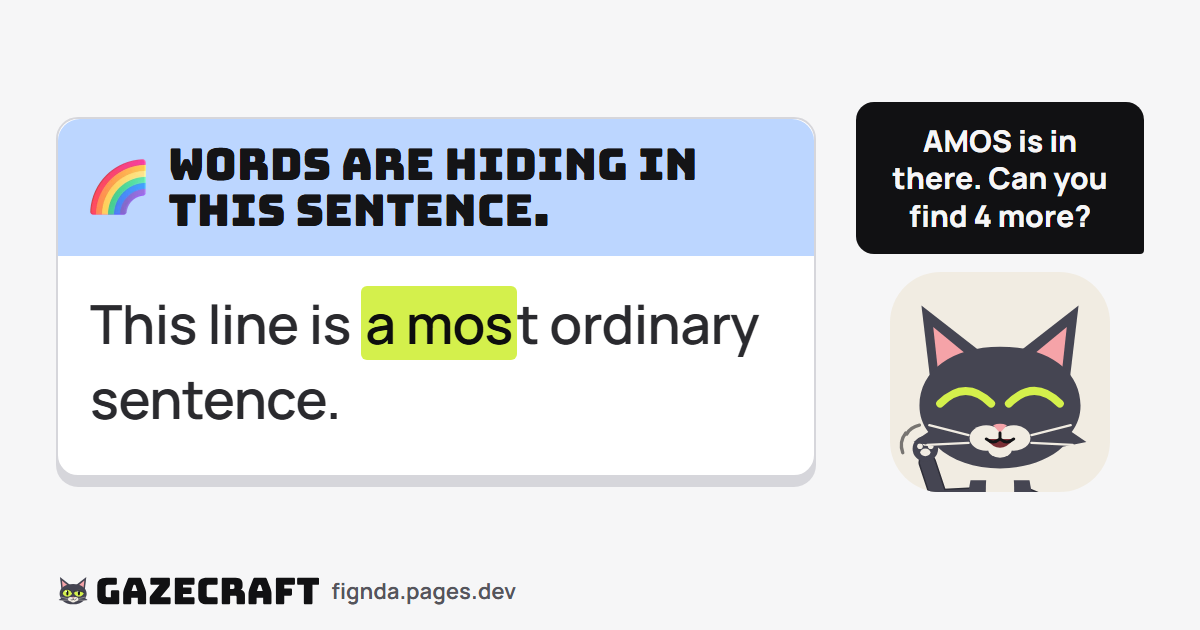 WORDS ARE HIDING IN
THIS SENTENCE.
This line is a most ordinary
sentence.
AMOS is in
there. Can you
find 4 more?
GAZECRAFT fignda.pages.dev